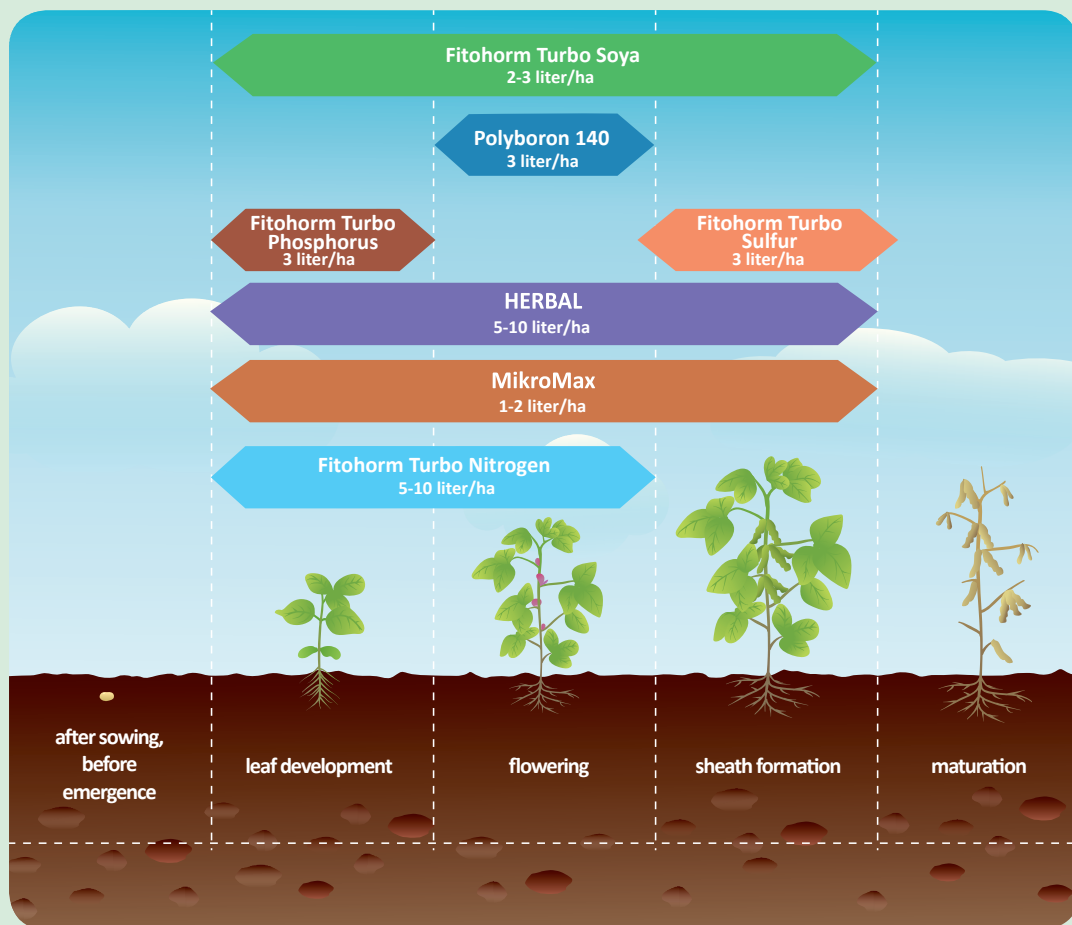 Fitohorm Turbo Soya
2-3 liter/ha
Polyboron 140
3 liter/ha
Fitohorm Turbo
Phosphorus
3 liter/ha
Fitohorm Turbo
Sulfur
3 liter/ha
HERBAL
5-10 liter/ha
MikroMax
1-2 liter/ha
Fitohorm Turbo Nitrogen
5-10 liter/ha
after sowing,
before
emergence
leaf development
flowering
sheath formation
maturation